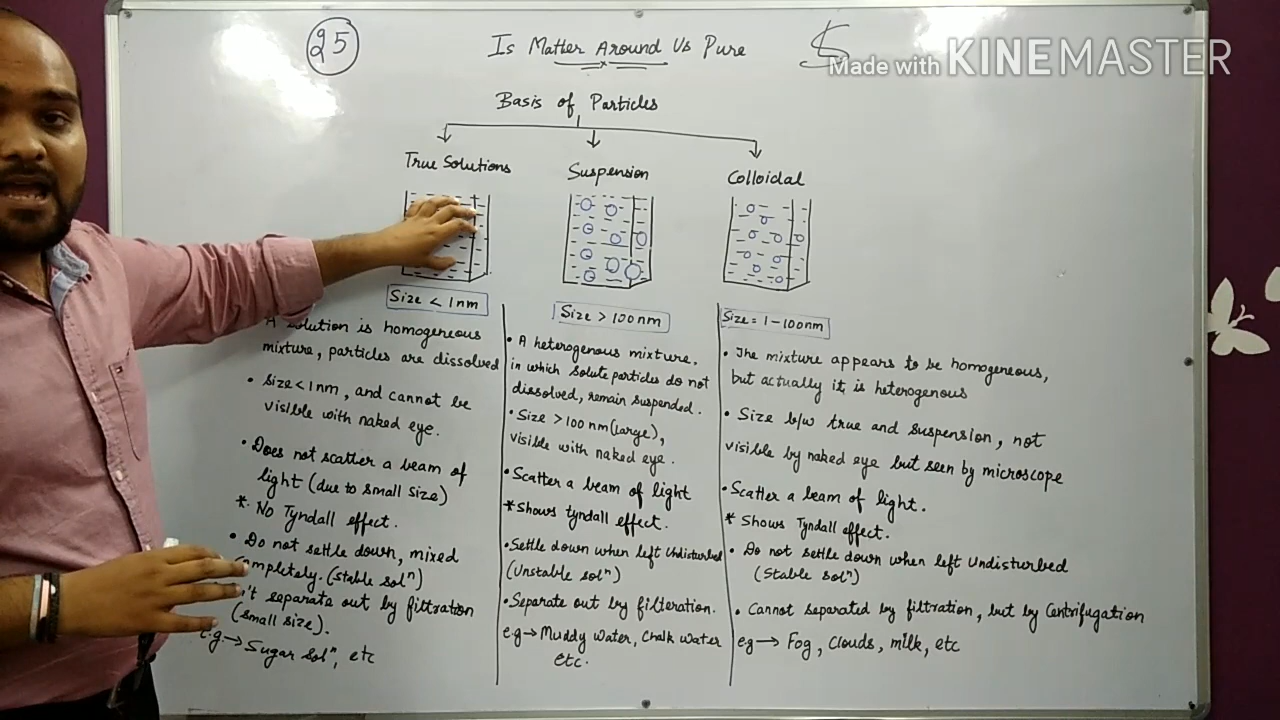 25
Is Matter Around Us Pure
Made with KINEMASTER
Basis of Particles
True Solutions
Suspension
Colloidal
Size < 1nm
Size > 100nm
Size = 1-100nm
A solution is homogeneous
mixture, particles are dissolved
• Size < 1nm, and cannot be
visible with naked eye.
• Does not scatter a beam of
light (due to small size)
* No Tyndall effect.
• Do not settle down, mixed
completely. (stable solⁿ)
separate out by filtration
(small size).
e.g → Sugar solⁿ, etc
• A heterogenous mixture.
in which solute particles do not
dissolved, remain suspended.
• Size > 100 nm (large),
visible with naked eye.
• Scatter a beam of light
* Shows tyndall effect.
• Settle down when left Undisturbed
(Unstable solⁿ)
• Separate out by filteration.
e.g → Muddy water, Chalk water
etc.
• The mixture appears to be homogeneous,
but actually it is heterogenous
• Size b/w true and suspension, not
visible by naked eye but seen by microscope
• Scatter a beam of light.
* Shows Tyndall effect.
• Do not settle down when left Undisturbed
(Stable solⁿ)
• Cannot separated by filtration, but by Centrifugation
eg → Fog, clouds, milk, etc